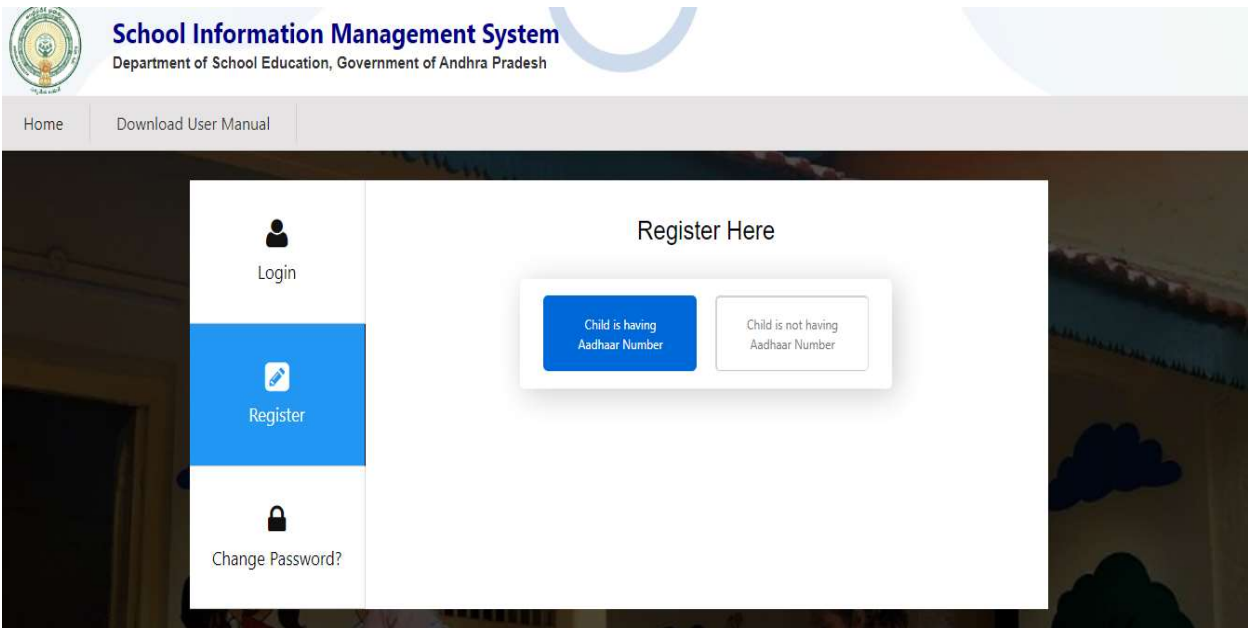 School Information Management System
Department of School Education, Government of Andhra Pradesh
Home
Download User Manual
Login
Register
Change Password?
Register Here
Child is having
Aadhaar Number
Child is not having
Aadhaar Number